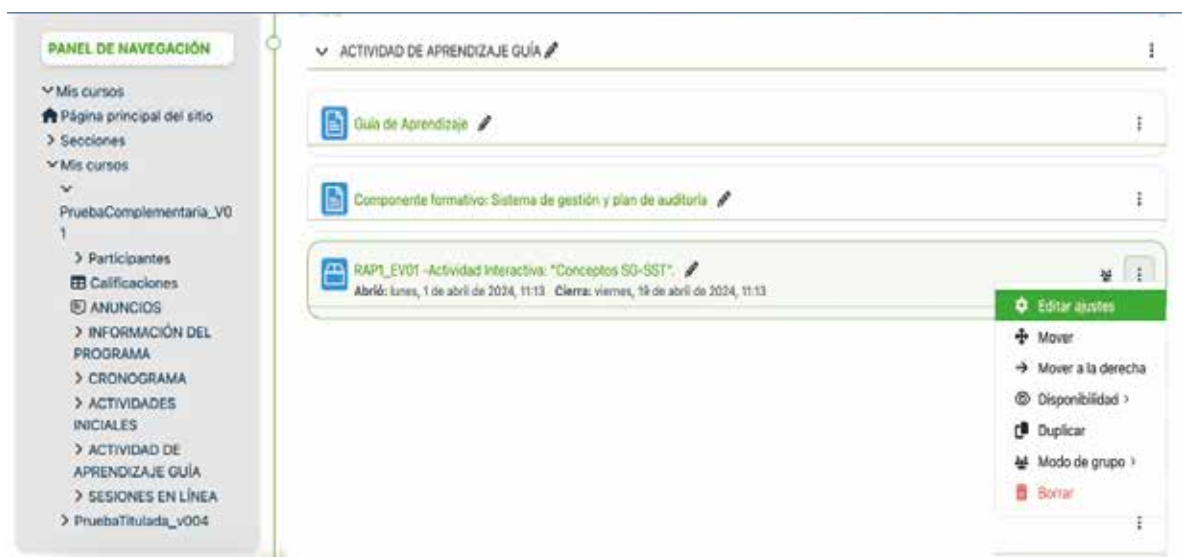 PANEL DE NAVEGACIÓN
Mis cursos
Página principal del sitio
Secciones
Mis cursos
PruebaComplementaria_V0
1
Participantes
Calificaciones
ANUNCIOS
INFORMACIÓN DEL
PROGRAMA
CRONOGRAMA
ACTIVIDADES
INICIALES
ACTIVIDAD DE
APRENDIZAJE GUÍA
SESIONES EN LÍNEA
PruebaTitulada_v004
ACTIVIDAD DE APRENDIZAJE GUÍA
Guía de Aprendizaje
Componente formativo: Sistema de gestión y plan de auditoría
RAP1_EV01 -Actividad Interactiva: "Conceptos SG-SST".
Abrió: lunes, 1 de abril de 2024, 11:13 Cierra: viernes, 19 de abril de 2024, 11:13
Editar ajustes
Mover
Mover a la derecha
Disponibilidad >
Duplicar
Modo de grupo >
Borrar